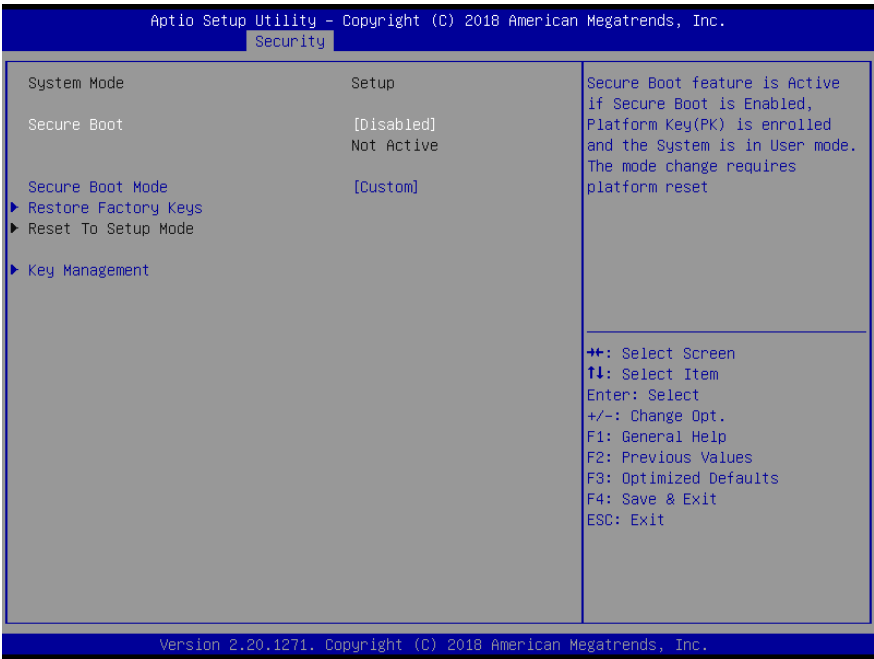 Aptio Setup Utility – Copyright (C) 2018 American Megatrends, Inc.
Security
System Mode Setup
Secure Boot [Disabled]
Not Active
Secure Boot Mode [Custom]
Restore Factory Keys
Reset To Setup Mode
Key Management
Secure Boot feature is Active
if Secure Boot is Enabled,
Platform Key(PK) is enrolled
and the System is in User mode.
The mode change requires
platform reset
→←: Select Screen
↑↓: Select Item
Enter: Select
+/-: Change Opt.
F1: General Help
F2: Previous Values
F3: Optimized Defaults
F4: Save & Exit
ESC: Exit
Version 2.20.1271. Copyright (C) 2018 American Megatrends, Inc.